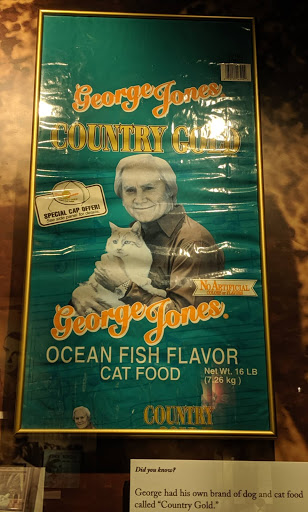 George Jones
COUNTRY GOLD
SPECIAL CAP OFFER!
No Artificial
George Jones®
OCEAN FISH FLAVOR
CAT FOOD
Net Wt. 16 LB
(7.26 kg)
COUNTRY
Did you know?
George had his own brand of dog and cat food
called "Country Gold."